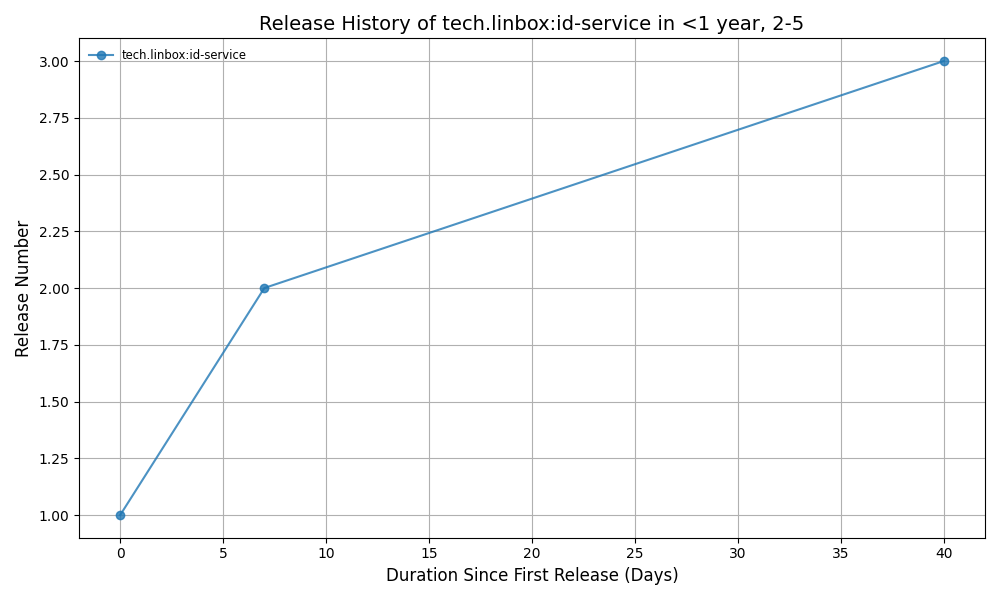 Release History of tech.linbox:id-service in <1 year, 2-5
tech.linbox:id-service
Release Number
3.00
2.75
2.50
2.25
2.00
1.75
1.50
1.25
1.00
0 5 10 15 20 25 30 35 40
Duration Since First Release (Days)